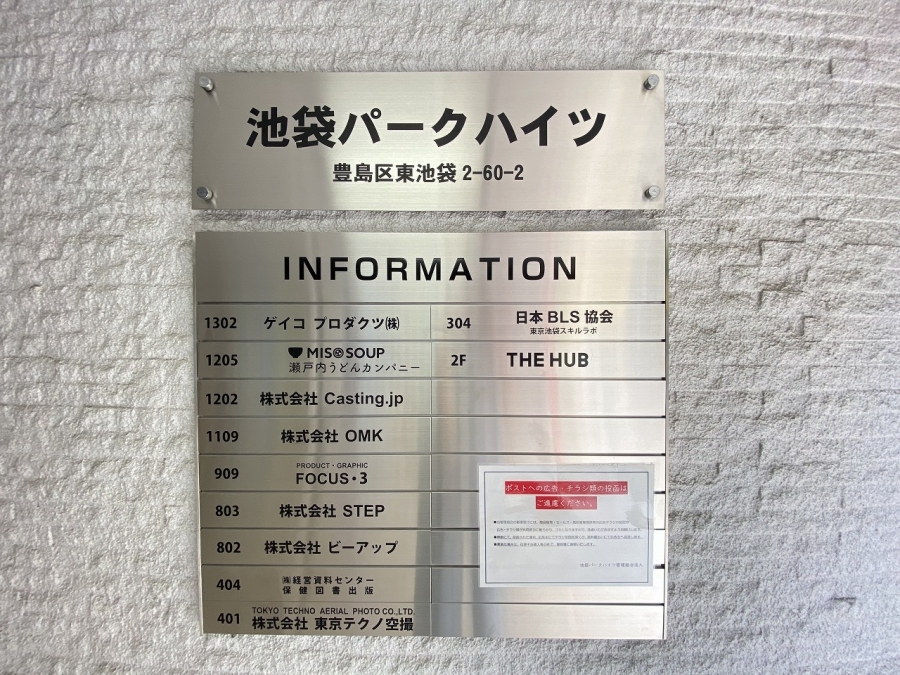 池袋パークハイツ
豊島区東池袋 2-60-2
INFORMATION
1302 ゲイコ プロダクツ㈱
1205 MISOSOUP
瀬戸内うどんカンパニー
1202 株式会社 Casting.jp
1109 株式会社 OMK
909 PRODUCT・GRAPHIC
FOCUS・3
803 株式会社 STEP
802 株式会社 ビーアップ
404 ㈱経営資料センター
保健図書出版
401 TOKYO TECHNO AERIAL PHOTO CO.,LTD.
株式会社 東京テクノ空撮
304 日本 BLS 協会
東京池袋スキルラボ
2F THE HUB
ポストへの広告・チラシ類の投函は
ご遠慮ください。